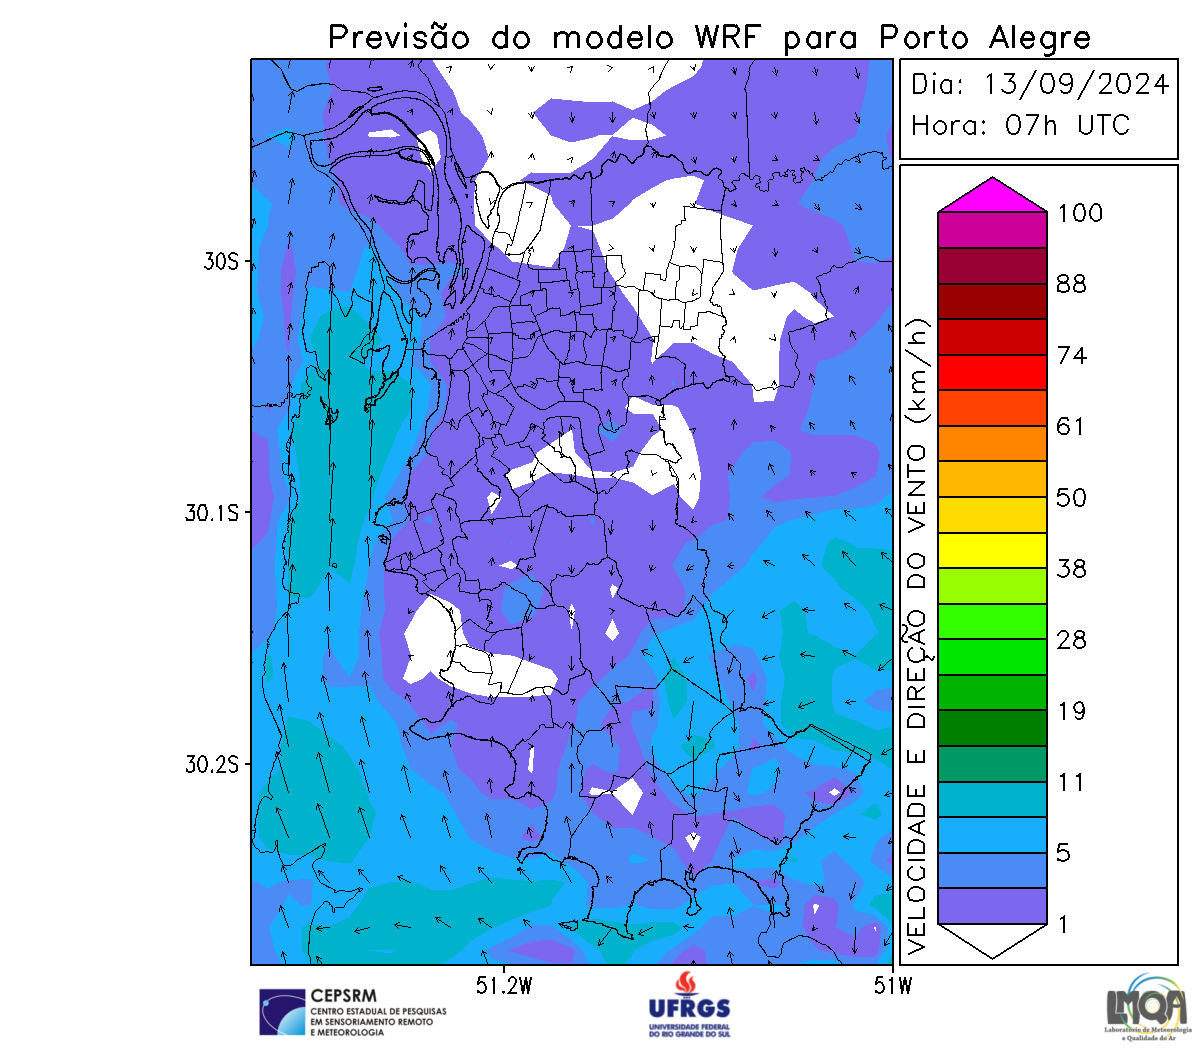 Previsão do modelo WRF para Porto Alegre
Dia: 13/09/2024
Hora: 07h UTC
30S
30.1S
30.2S
51.2W
51W
VELOCIDADE E DIREÇÃO DO VENTO (km/h)
100
88
74
61
50
38
28
19
11
5
1
CEPSRM
CENTRO ESTADUAL DE PESQUISAS
EM SENSORIAMENTO REMOTO
E METEOROLOGIA
UFRGS
UNIVERSIDADE FEDERAL
DO RIO GRANDE DO SUL
LMQA
Laboratório de Meteorologia
e Qualidade do Ar